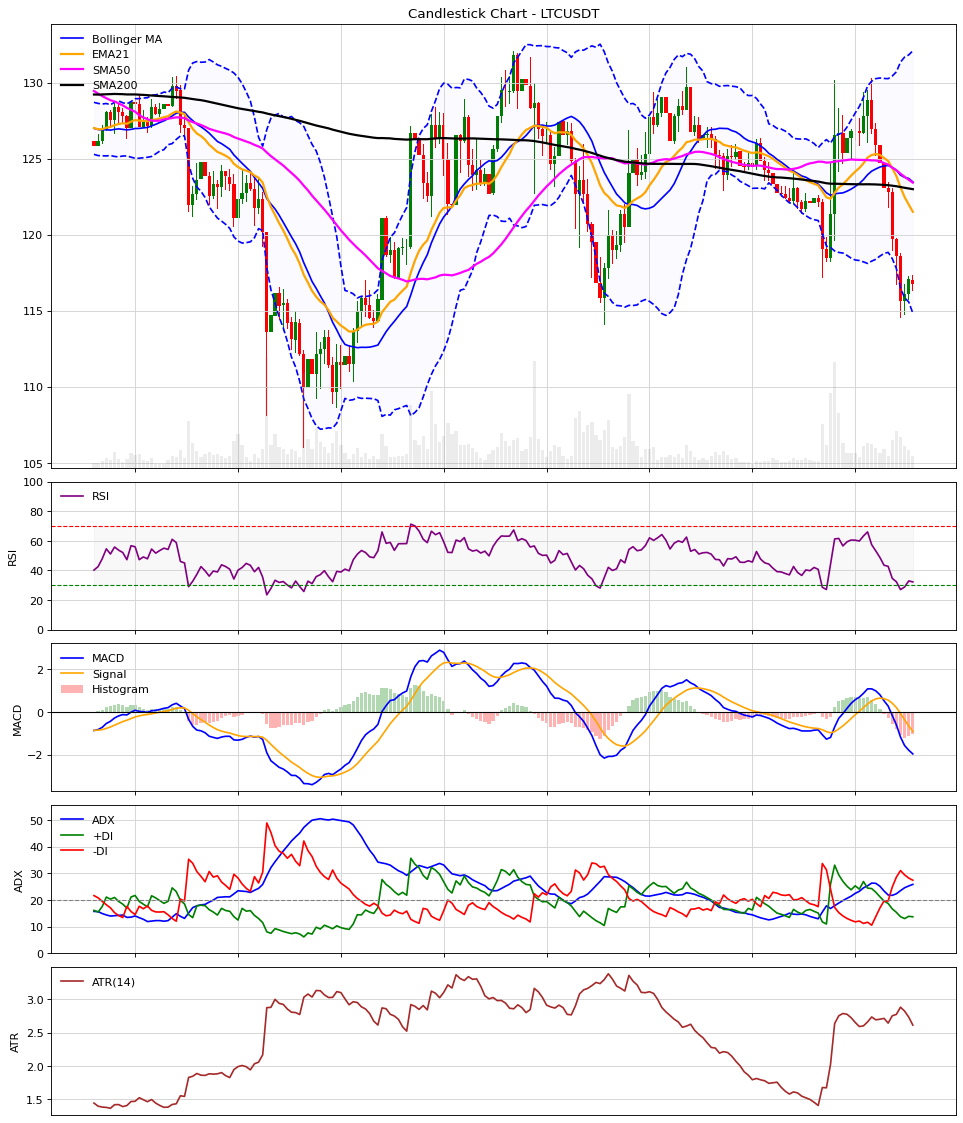 Candlestick Chart - LTCUSDT
Bollinger MA
EMA21
SMA50
SMA200
130
125
120
115
110
105
100
80
60
40
20
0
RSI
RSI
2
0
−2
MACD
MACD
Signal
Histogram
50
40
30
20
10
0
ADX
ADX
+DI
-DI
3.0
2.5
2.0
1.5
ATR
ATR(14)